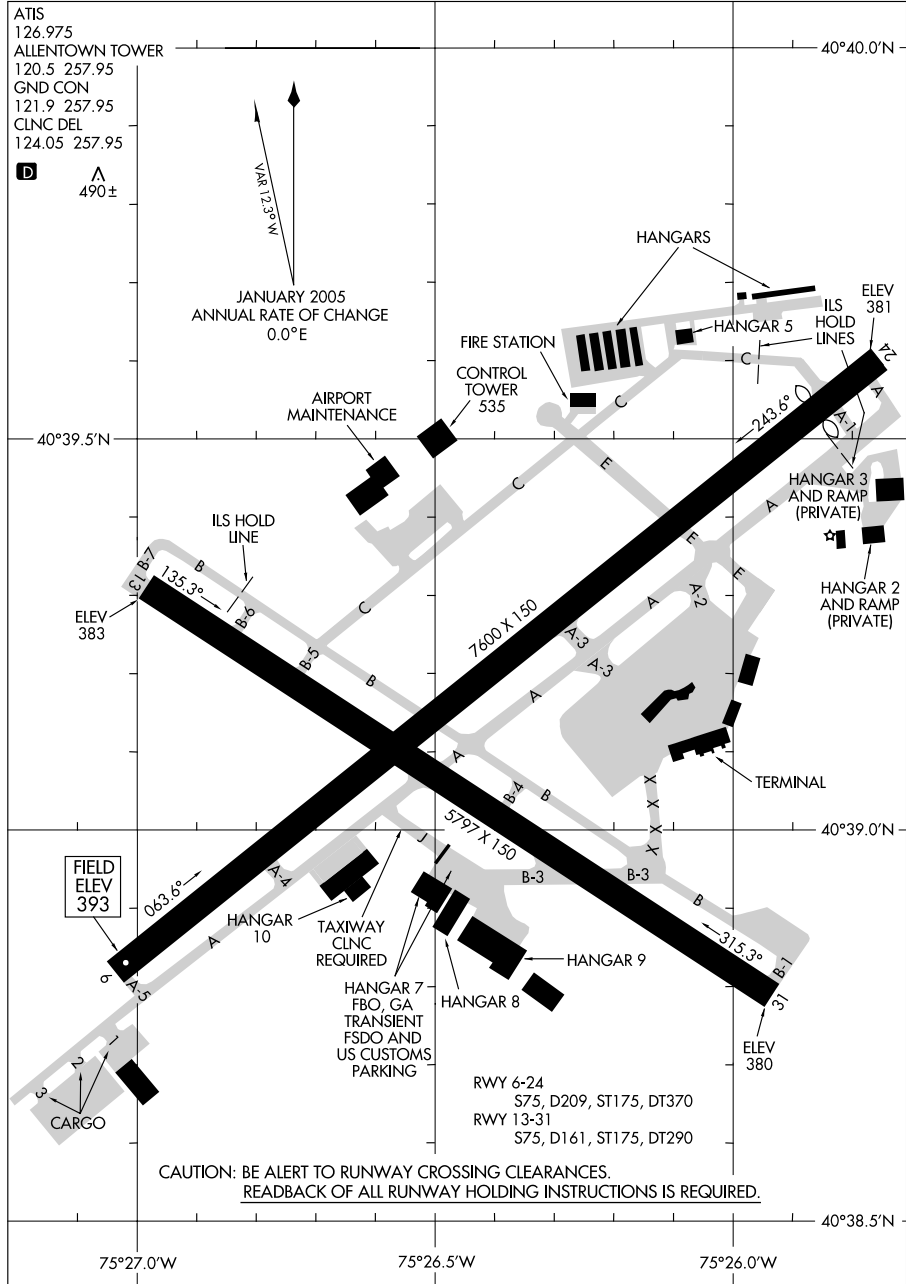 ATIS
126.975
ALLENTOWN TOWER
120.5 257.95
GND CON
121.9 257.95
CLNC DEL
124.05 257.95
D
490±
40°40.0'N
VAR 12.3° W
JANUARY 2005
ANNUAL RATE OF CHANGE
0.0°E
HANGARS
ELEV
381
ILS
HOLD
LINES
HANGAR 5
FIRE STATION
CONTROL
TOWER
535
AIRPORT
MAINTENANCE
C
24
A
C
A-1
243.6°
40°39.5'N
E
C
HANGAR 3
AND RAMP
(PRIVATE)
A
ILS HOLD
LINE
E
B-7
B
13
135.3°
E
A-2
HANGAR 2
AND RAMP
(PRIVATE)
ELEV
383
C
B-6
A
7600 X 150
A-3
B-5
A-3
B
A
A
TERMINAL
B-4
B
X
X
X
X
5797 X 150
J
40°39.0'N
FIELD
ELEV
393
063.6°
A-4
B-3
B-3
B
HANGAR
10
A
TAXIWAY
CLNC
REQUIRED
315.3°
HANGAR 9
B-1
6
A-5
HANGAR 7
FBO, GA
TRANSIENT
FSDO AND
US CUSTOMS
PARKING
HANGAR 8
31
ELEV
380
1
2
3
CARGO
RWY 6-24
S75, D209, ST175, DT370
RWY 13-31
S75, D161, ST175, DT290
CAUTION: BE ALERT TO RUNWAY CROSSING CLEARANCES.
READBACK OF ALL RUNWAY HOLDING INSTRUCTIONS IS REQUIRED.
40°38.5'N
75°27.0'W
75°26.5'W
75°26.0'W